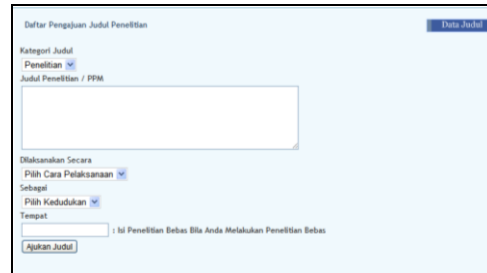 Daftar Pengajuan Judul Penelitian
Data Judul
Kategori Judul
Penelitian
Judul Penelitian / PPM
Dilaksanakan Secara
Pilih Cara Pelaksanaan
Sebagai
Pilih Kedudukan
Tempat
: Isi Penelitian Bebas Bila Anda Melakukan Penelitian Bebas
Ajukan Judul